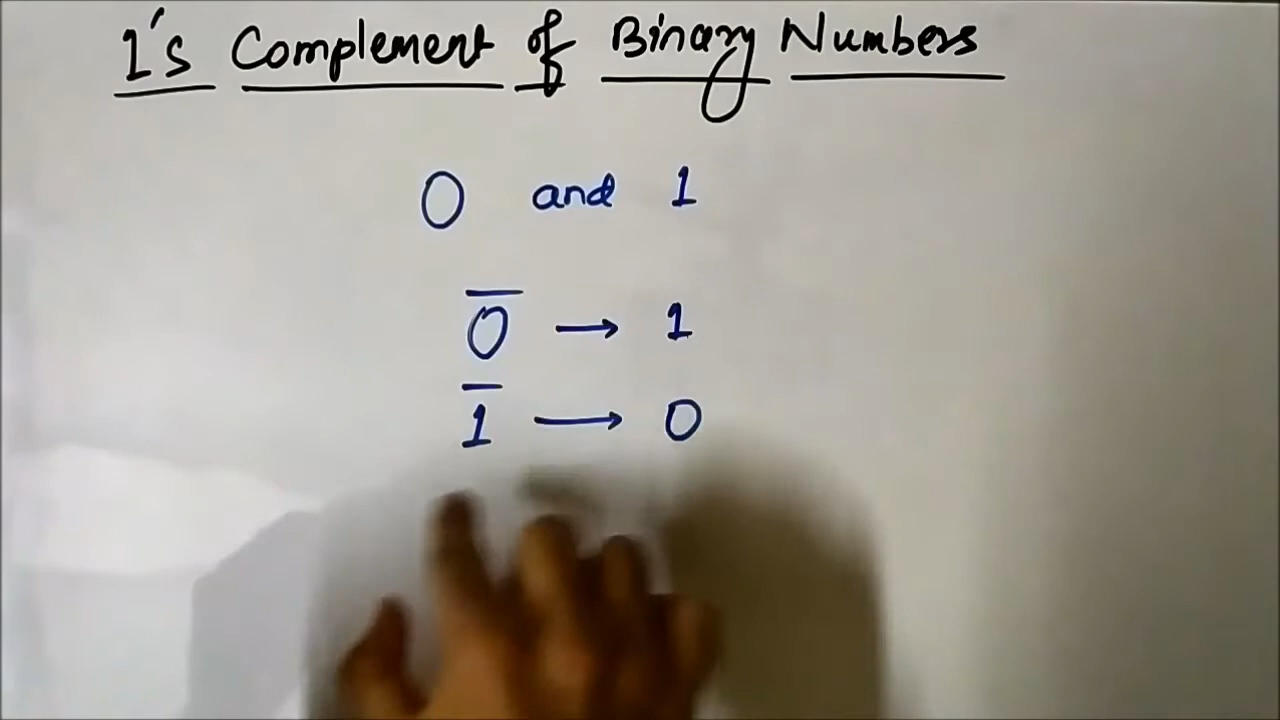 1's Complement of Binary Numbers
0 and 1
0̅ → 1
1̅ → 0